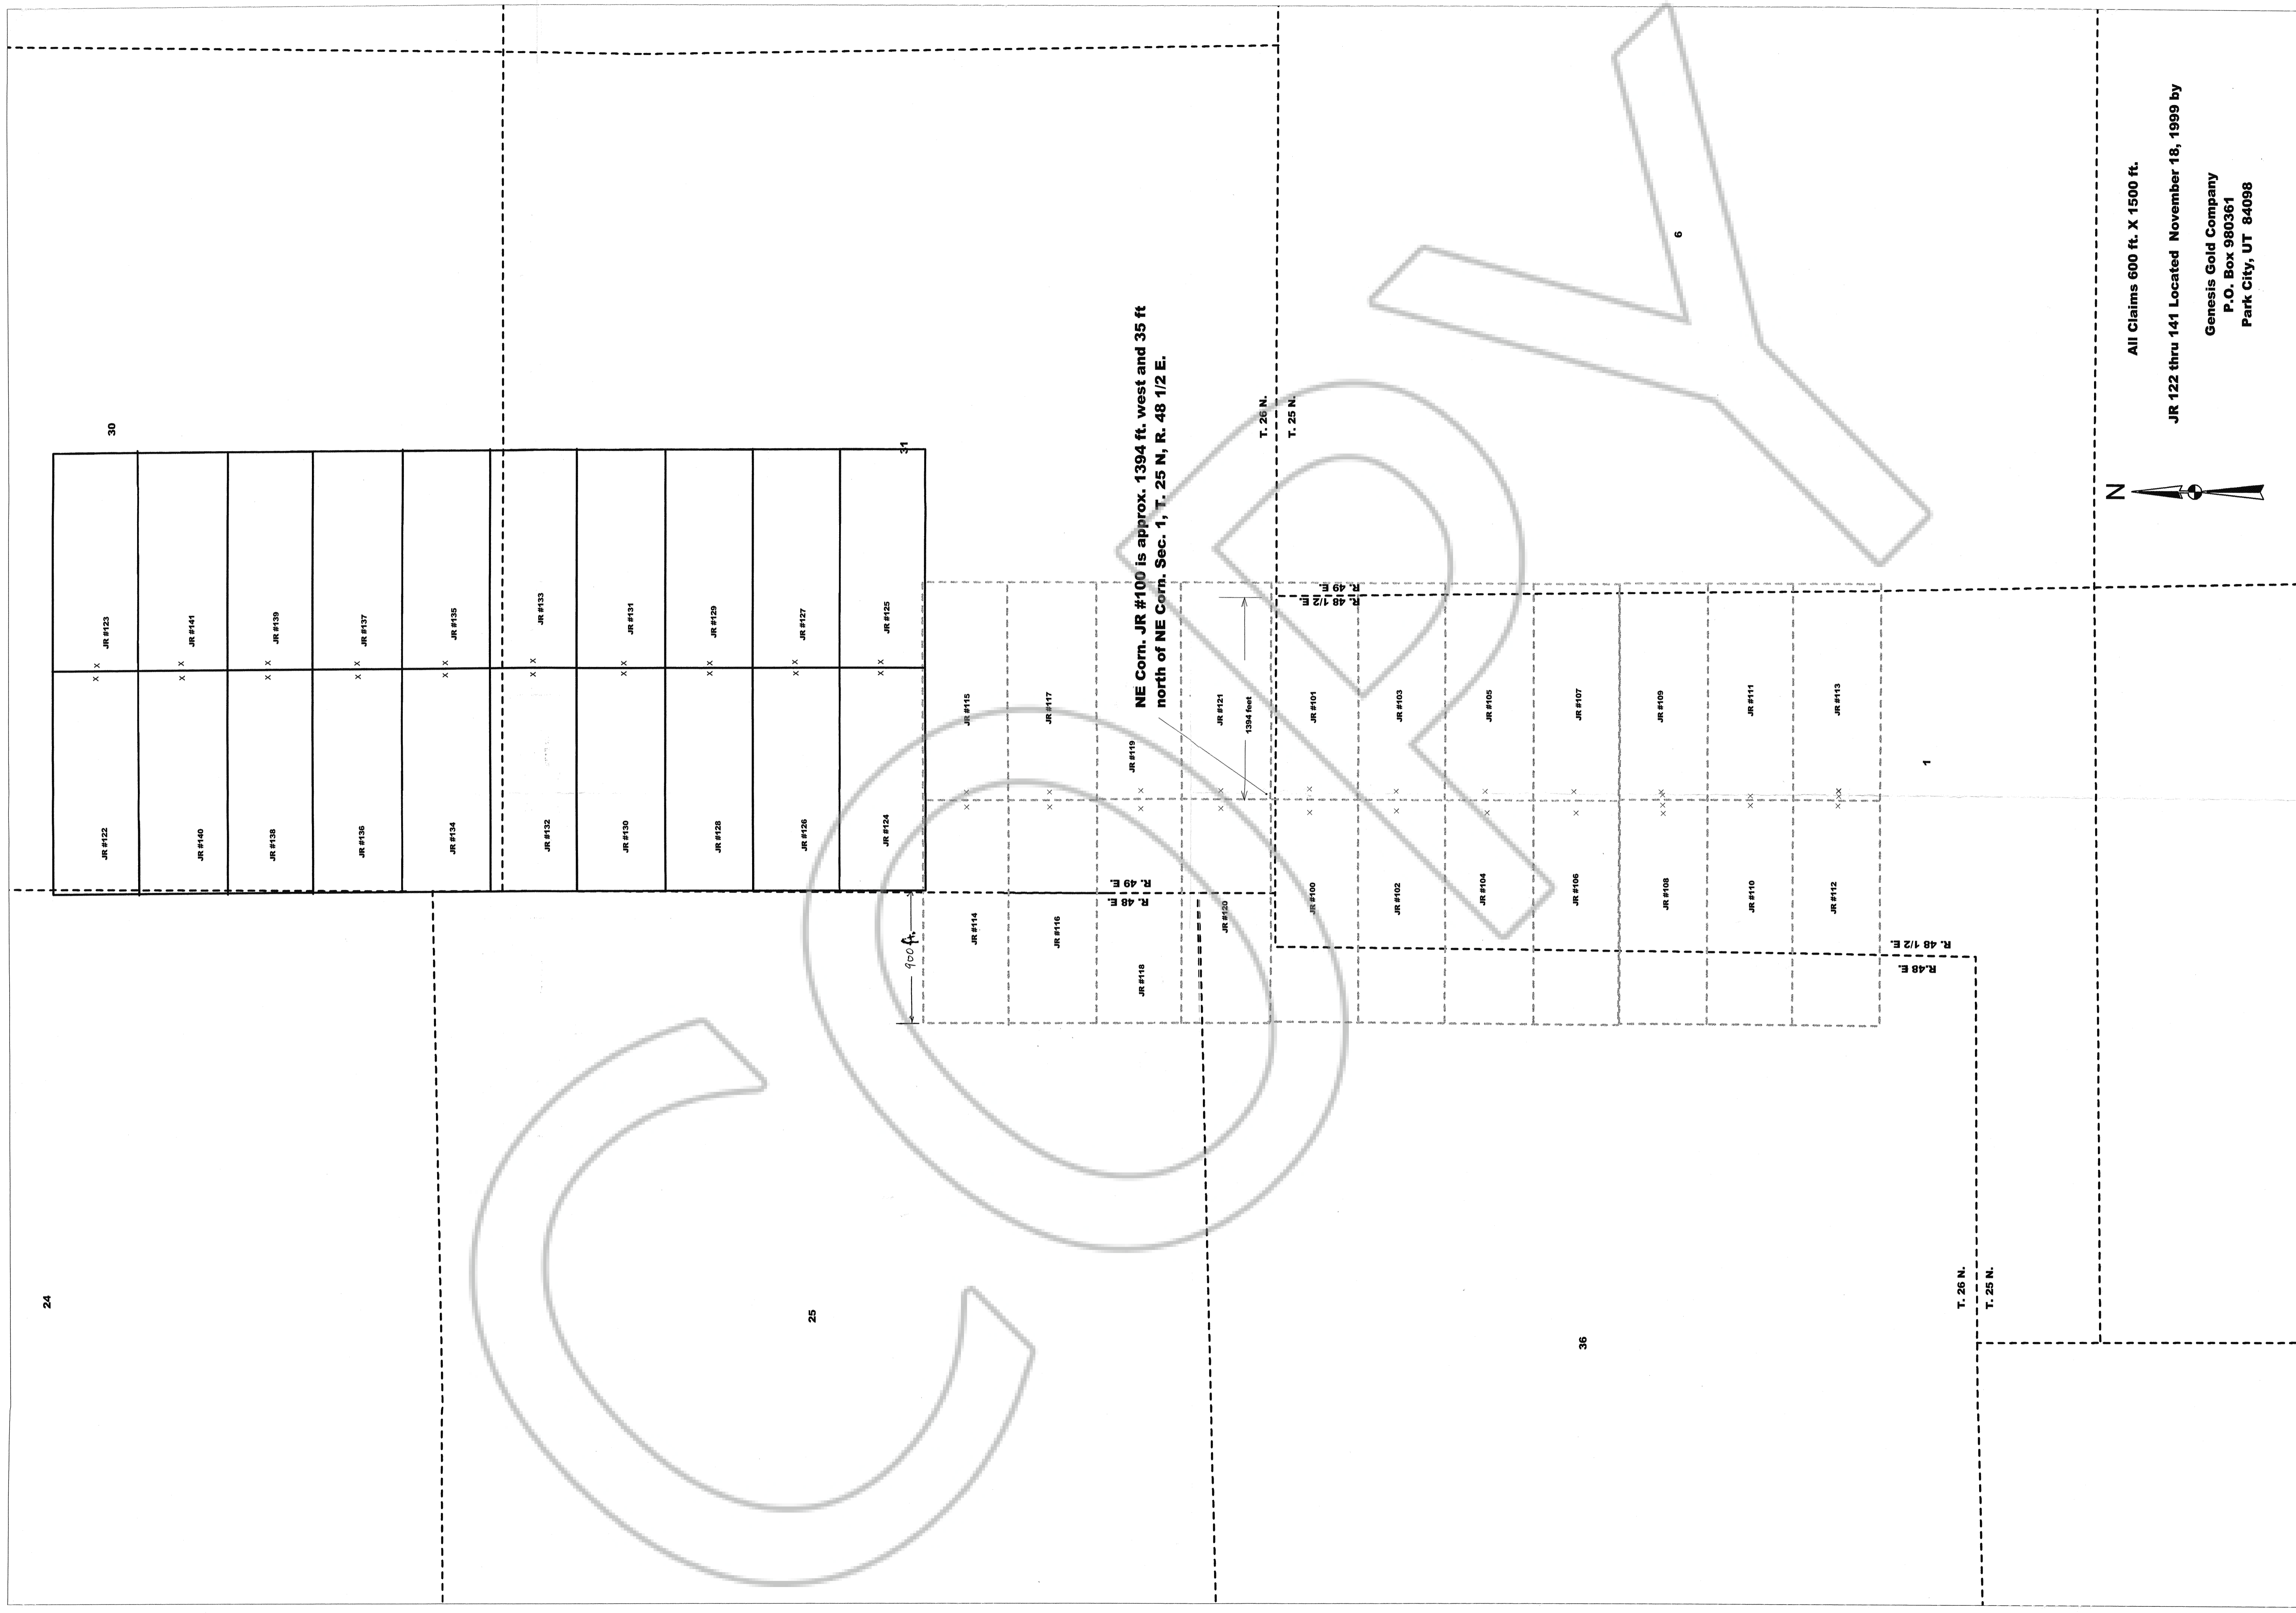 24
30
JR #122
JR #123
JR #140
JR #141
JR #138
JR #139
JR #136
JR #137
JR #134
JR #135
JR #132
JR #133
JR #130
JR #131
JR #128
JR #129
JR #126
JR #127
JR #124
JR #125
25
31
900 ft.
JR #114
JR #115
JR #116
JR #117
JR #118
JR #119
JR #120
JR #121
R. 48 E.
R. 49 E.
NE Corn. JR #100 is approx. 1394 ft. west and 35 ft
north of NE Corn. Sec. 1, T. 25 N, R. 48 1/2 E.
1394 feet
T. 26 N.
T. 25 N.
R. 48 1/2 E.
R. 49 E.
JR #100
JR #101
JR #102
JR #103
JR #104
JR #105
JR #106
JR #107
JR #108
JR #109
JR #110
JR #111
JR #112
JR #113
36
6
1
R.48 E.
R. 48 1/2 E.
T. 26 N.
T. 25 N.
N
All Claims 600 ft. X 1500 ft.
JR 122 thru 141 Located November 18, 1999 by
Genesis Gold Company
P.O. Box 980361
Park City, UT 84098
COPY